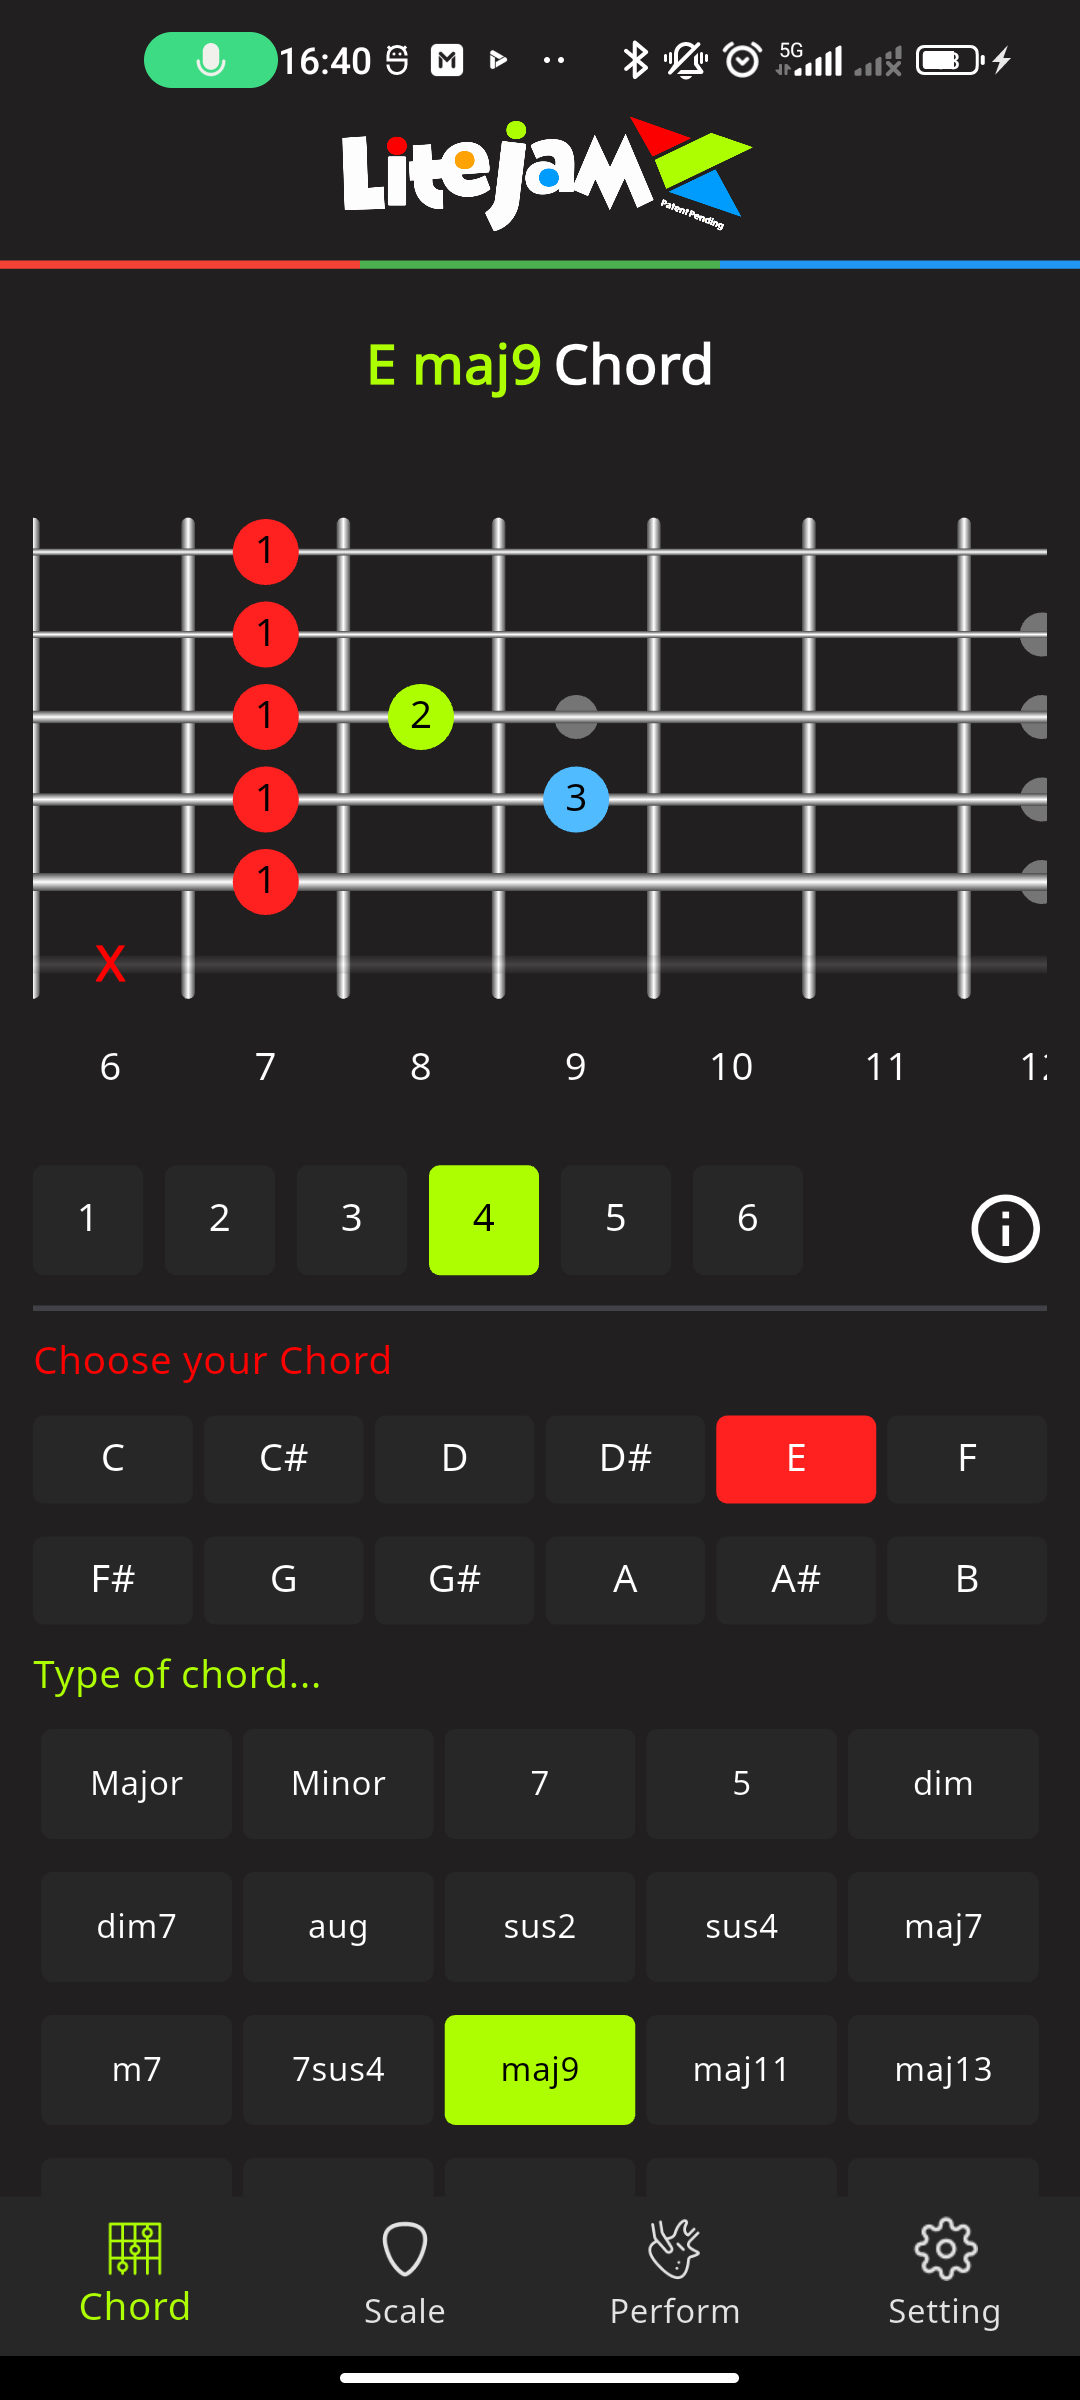 16:40 5G
LiteJam
Patent Pending
E maj9 Chord
1
1
1 2
1 3
1
X
6 7 8 9 10 11
1 2 3 4 5 6
Choose your Chord
C C# D D# E F
F# G G# A A# B
Type of chord...
Major Minor 7 5 dim
dim7 aug sus2 sus4 maj7
m7 7sus4 maj9 maj11 maj13
Chord Scale Perform Setting